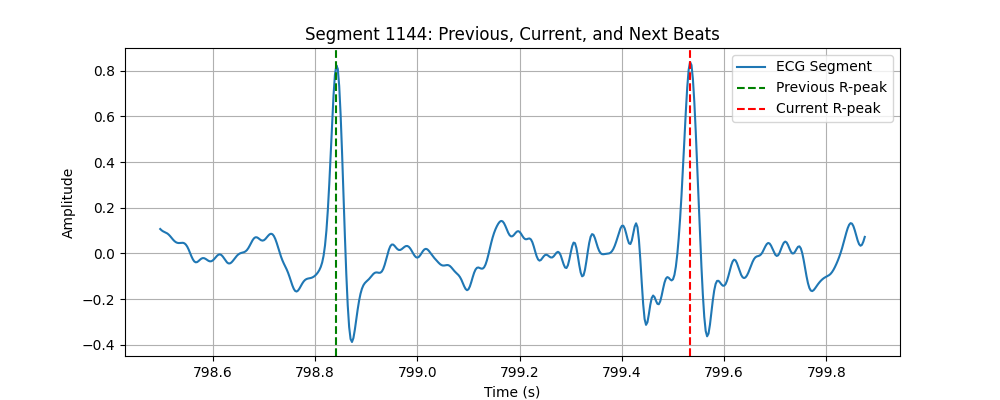 Segment 1144: Previous, Current, and Next Beats
ECG Segment
Previous R-peak
Current R-peak
Amplitude
0.8
0.6
0.4
0.2
0.0
−0.2
−0.4
798.6 798.8 799.0 799.2 799.4 799.6 799.8
Time (s)